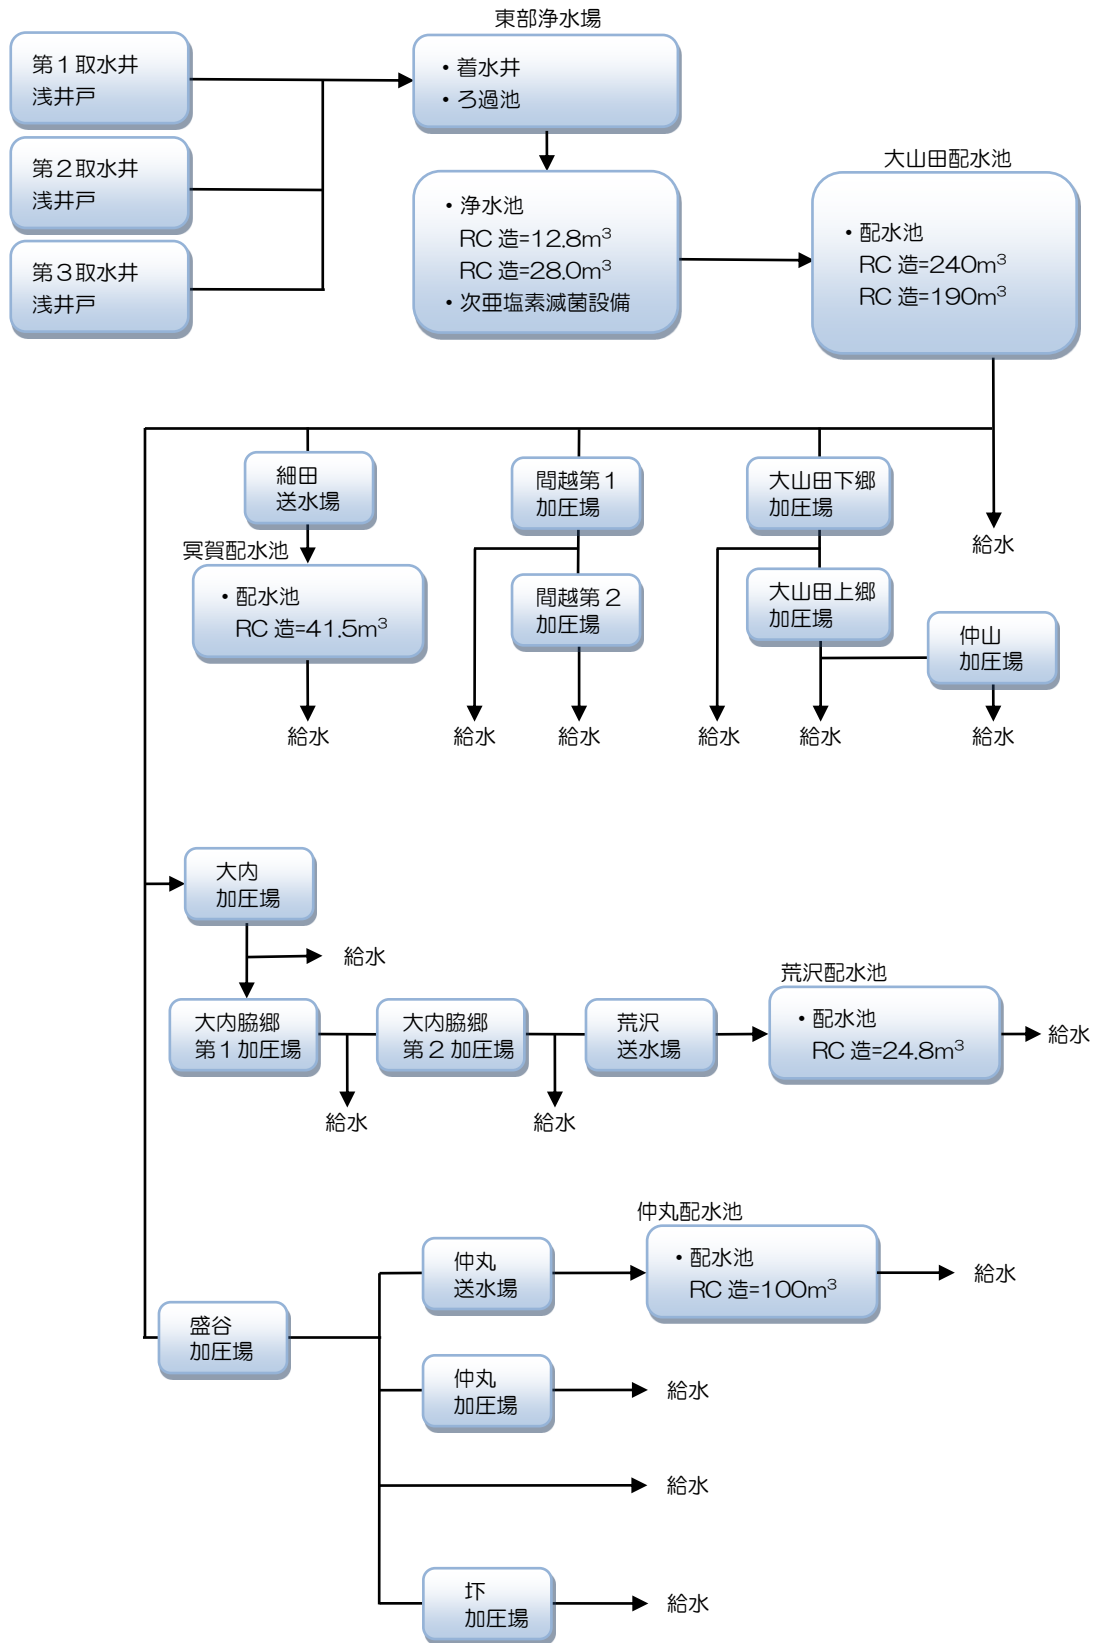 東部浄水場
第1取水井
浅井戸
・着水井
・ろ過池
第2取水井
浅井戸
第3取水井
浅井戸
・浄水池
RC 造=12.8m³
RC 造=28.0m³
・次亜塩素滅菌設備
大山田配水池
・配水池
RC 造=240m³
RC 造=190m³
細田
送水場
間越第1
加圧場
大山田下郷
加圧場
給水
冥賀配水池
・配水池
RC 造=41.5m³
間越第2
加圧場
大山田上郷
加圧場
仲山
加圧場
給水
給水
給水
給水
給水
給水
大内
加圧場
給水
大内脇郷
第1加圧場
大内脇郷
第2加圧場
荒沢
送水場
荒沢配水池
・配水池
RC 造=24.8m³
給水
給水
給水
仲丸配水池
仲丸
送水場
・配水池
RC 造=100m³
給水
盛谷
加圧場
仲丸
加圧場
給水
給水
圷
加圧場
給水